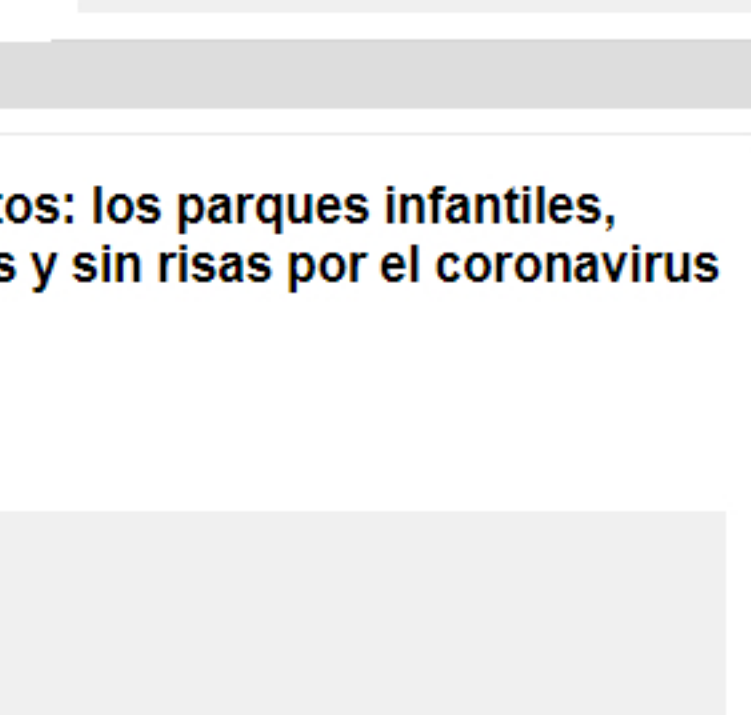 tos: los parques infantiles,
s y sin risas por el coronavirus